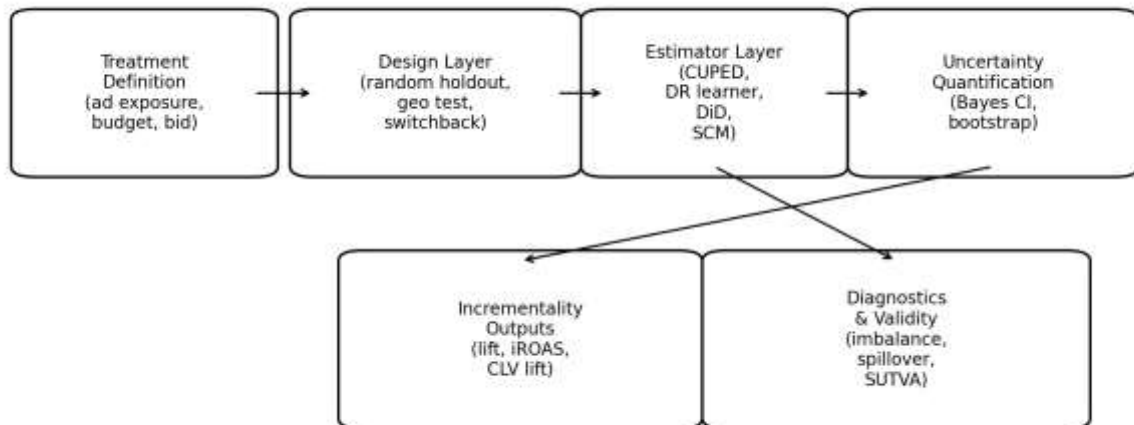 Treatment
Definition
(ad exposure,
budget, bid)
Design Layer
(random holdout,
geo test,
switchback)
Estimator Layer
(CUPED,
DR learner,
DiD,
SCM)
Uncertainty
Quantification
(Bayes CI,
bootstrap)
Incrementality
Outputs
(lift, iROAS,
CLV lift)
Diagnostics
& Validity
(imbalance,
spillover,
SUTVA)